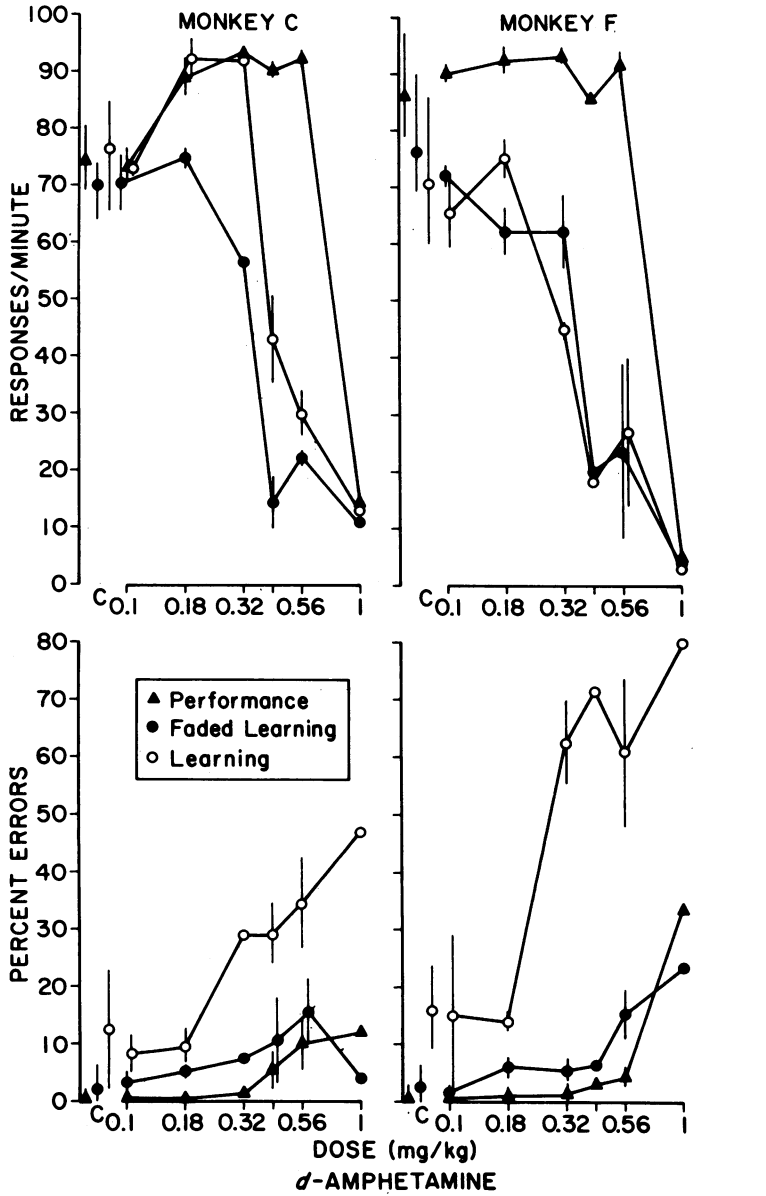 MONKEY C
MONKEY F
100
90
80
70
60
50
40
30
20
10
0
RESPONSES/MINUTE
C 0.1 0.18 0.32 0.56 1
C 0.1 0.18 0.32 0.56 1
80
70
60
50
40
30
20
10
0
PERCENT ERRORS
Performance
Faded Learning
Learning
C 0.1 0.18 0.32 0.56 1
C 0.1 0.18 0.32 0.56 1
DOSE (mg/kg)
d-AMPHETAMINE